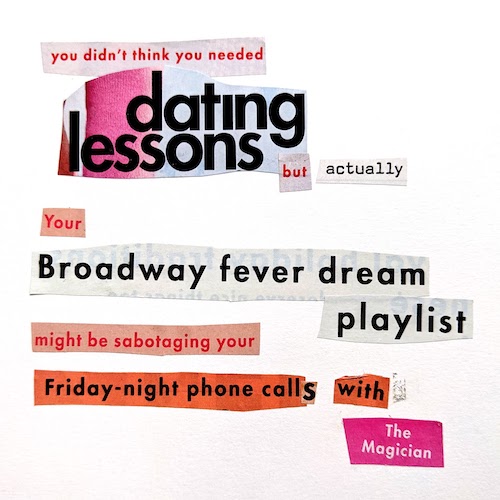 you didn't think you needed
dating
lessons
but actually
Your
Broadway fever dream
playlist
might be sabotaging your
Friday-night phone calls with
The
Magician